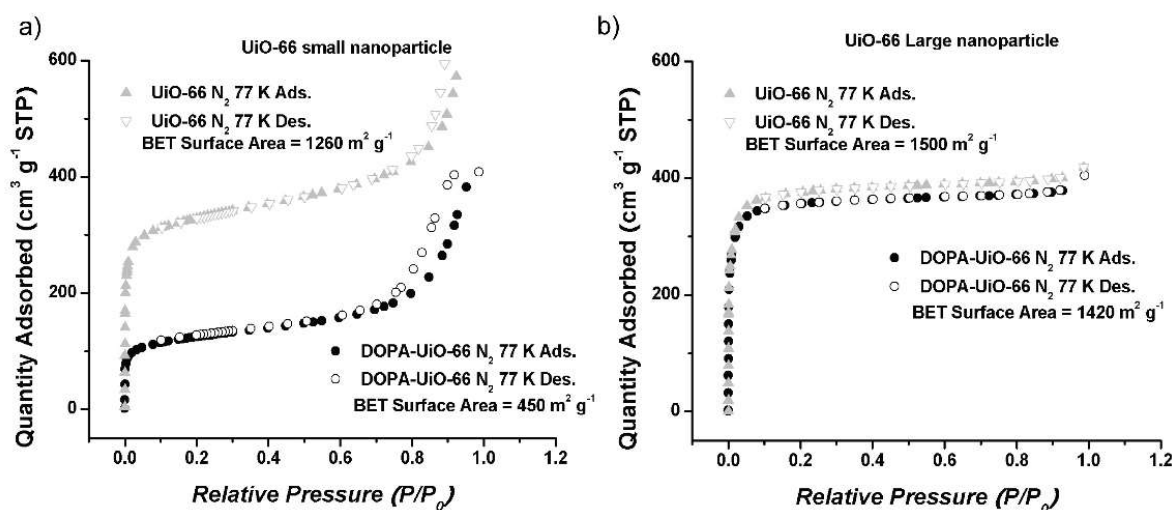 a)
UiO-66 small nanoparticle
600
400
200
0
Quantity Adsorbed (cm³ g⁻¹ STP)
UiO-66 N₂ 77 K Ads.
UiO-66 N₂ 77 K Des.
BET Surface Area = 1260 m² g⁻¹
DOPA-UiO-66 N₂ 77 K Ads.
DOPA-UiO-66 N₂ 77 K Des.
BET Surface Area = 450 m² g⁻¹
0.0 0.2 0.4 0.6 0.8 1.0 1.2
Relative Pressure (P/P₀)
b)
UiO-66 Large nanoparticle
600
400
200
0
Quantity Adsorbed (cm³ g⁻¹ STP)
UiO-66 N₂ 77 K Ads.
UiO-66 N₂ 77 K Des.
BET Surface Area = 1500 m² g⁻¹
DOPA-UiO-66 N₂ 77 K Ads.
DOPA-UiO-66 N₂ 77 K Des.
BET Surface Area = 1420 m² g⁻¹
0.0 0.2 0.4 0.6 0.8 1.0 1.2
Relative Pressure (P/P₀)